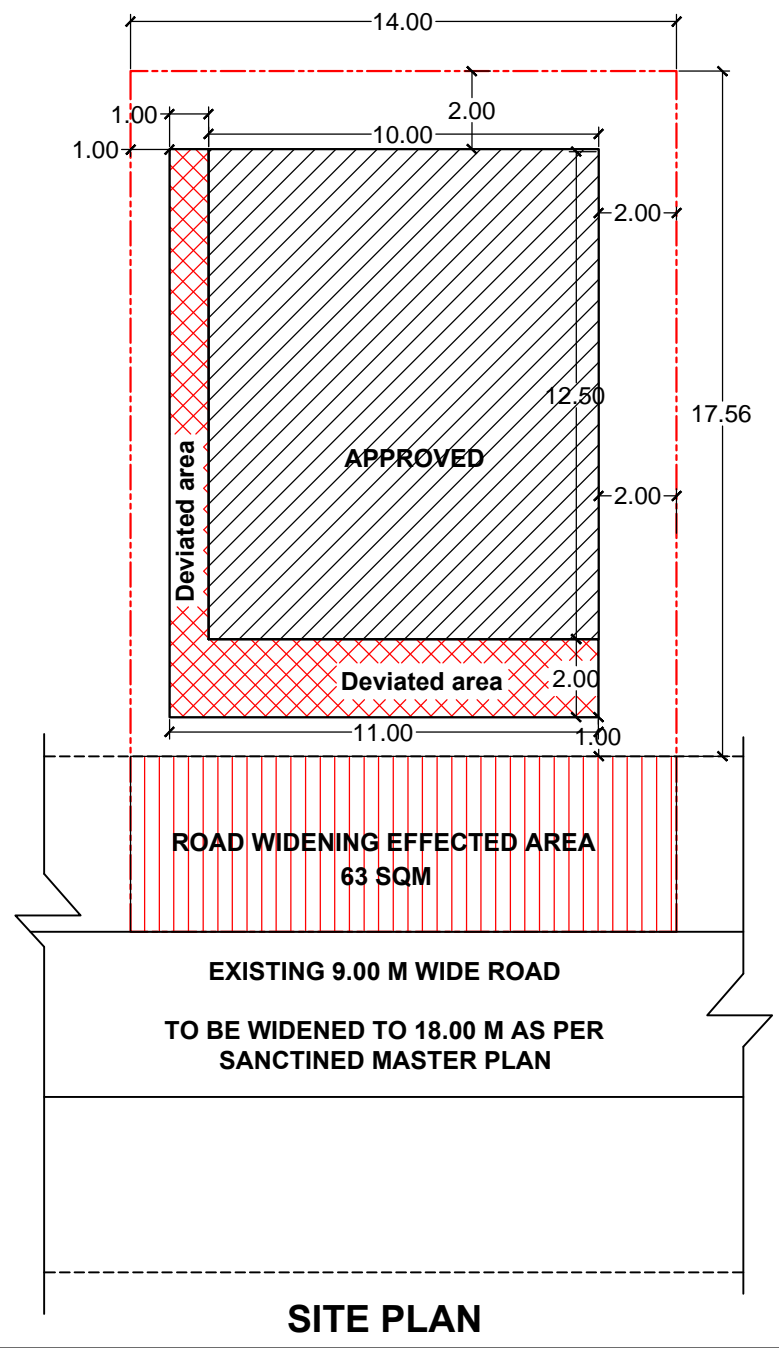 14.00
1.00
2.00
10.00
1.00
2.00
12.50
17.56
APPROVED
2.00
Deviated area
Deviated area
2.00
11.00
1.00
ROAD WIDENING EFFECTED AREA
63 SQM
EXISTING 9.00 M WIDE ROAD
TO BE WIDENED TO 18.00 M AS PER
SANCTINED MASTER PLAN
SITE PLAN